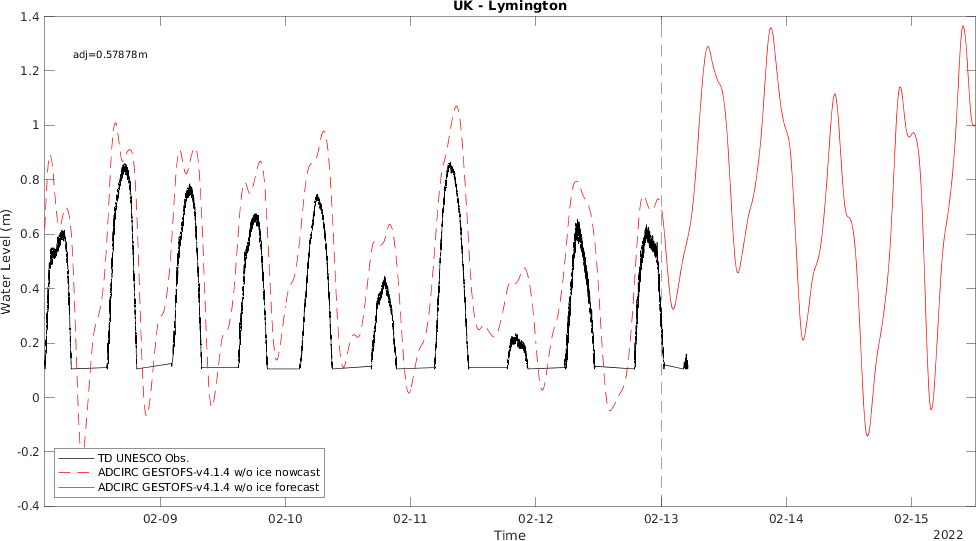 UK - Lymington
adj=0.57878m
Water Level (m)
1.4
1.2
1
0.8
0.6
0.4
0.2
0
-0.2
-0.4
TD UNESCO Obs.
ADCIRC GESTOFS-v4.1.4 w/o ice nowcast
ADCIRC GESTOFS-v4.1.4 w/o ice forecast
02-09 02-10 02-11 02-12 02-13 02-14 02-15
Time
2022